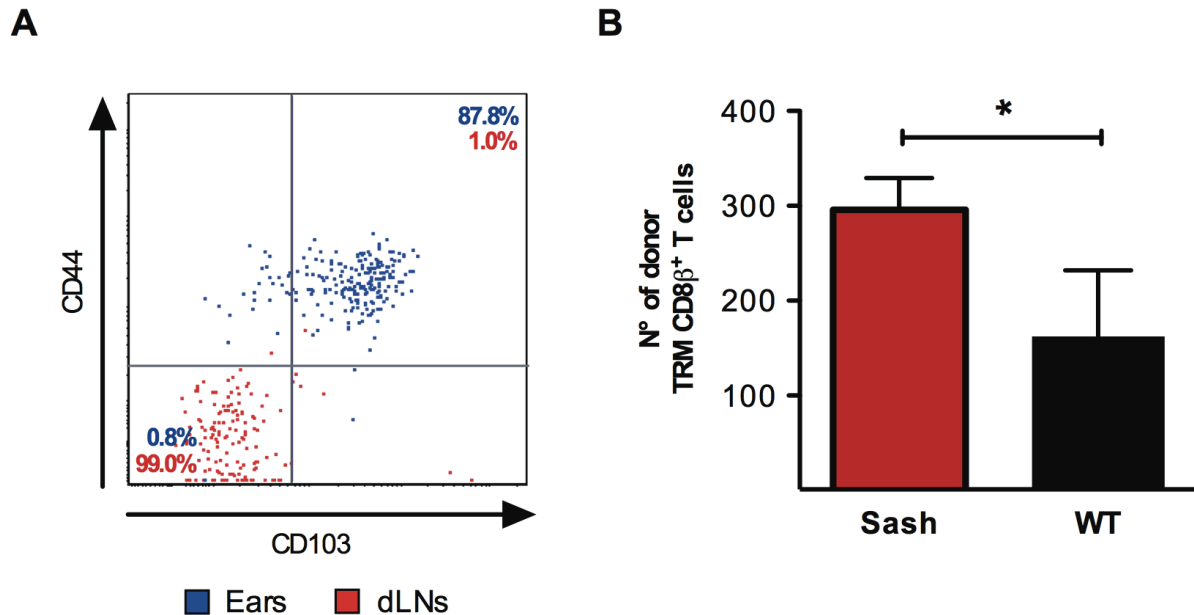 A
87.8%
1.0%
CD44
0.8%
99.0%
CD103
Ears
dLNs
B
N° of donor
TRM CD8β⁺ T cells
400
300
200
100
*
Sash
WT